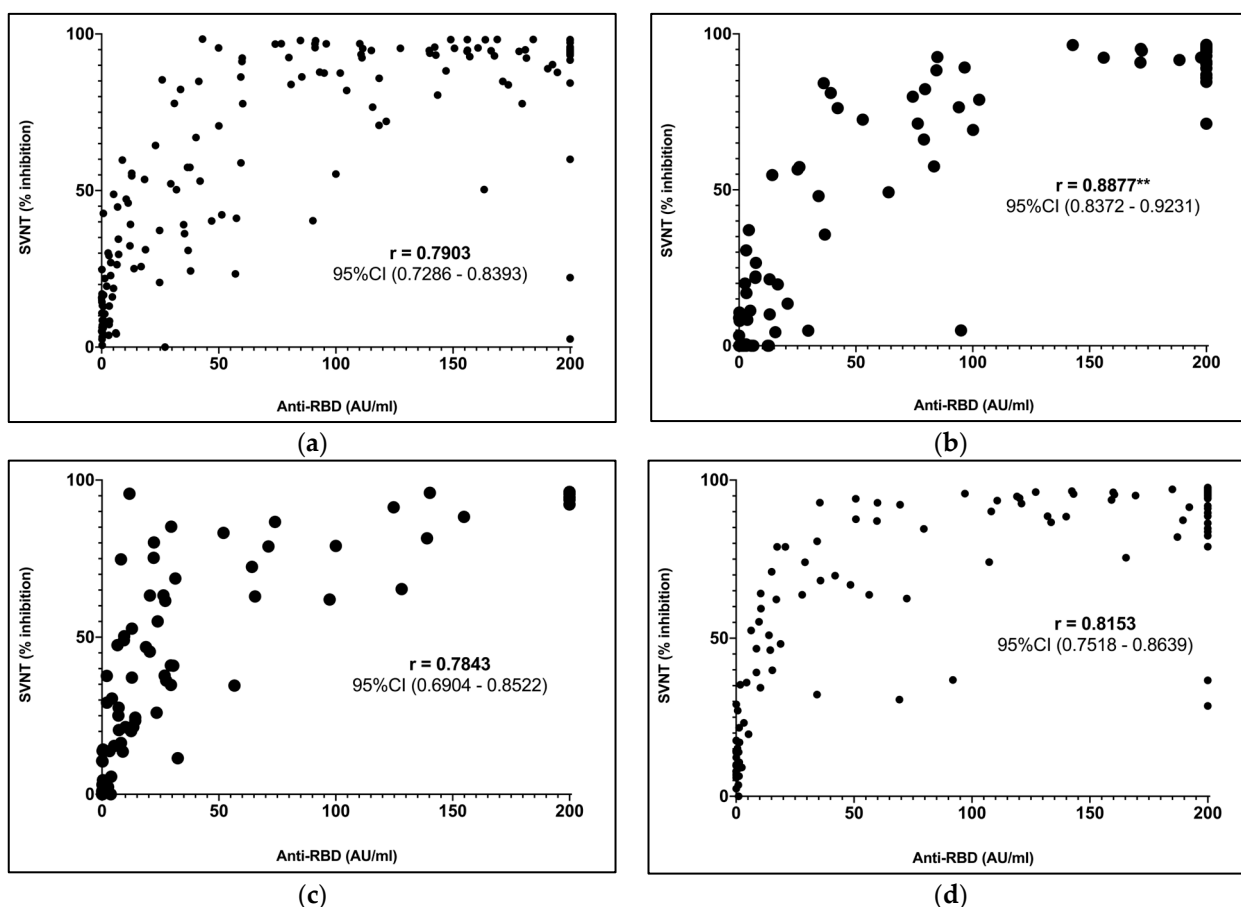 100
50
0
SVNT (% inhibition)
r = 0.7903
95%CI (0.7286 - 0.8393)
0 50 100 150 200
Anti-RBD (AU/ml)
(a)
100
50
0
SVNT (% inhibition)
r = 0.8877**
95%CI (0.8372 - 0.9231)
0 50 100 150 200
Anti-RBD (AU/ml)
(b)
100
50
0
SVNT (% inhibition)
r = 0.7843
95%CI (0.6904 - 0.8522)
0 50 100 150 200
Anti-RBD (AU/ml)
(c)
100
50
0
SVNT (% inhibition)
r = 0.8153
95%CI (0.7518 - 0.8639)
0 50 100 150 200
Anti-RBD (AU/ml)
(d)